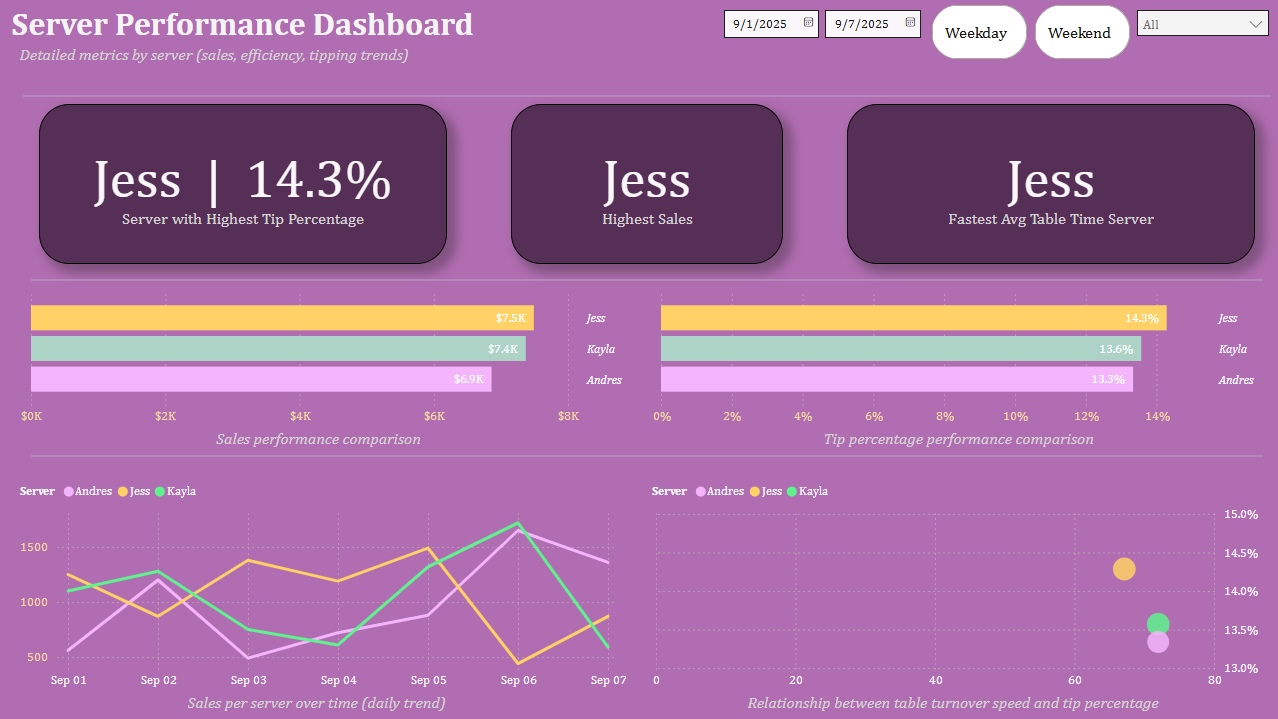 Server Performance Dashboard
Detailed metrics by server (sales, efficiency, tipping trends)
9/1/2025
9/7/2025
Weekday
Weekend
All
Jess | 14.3%
Server with Highest Tip Percentage
Jess
Highest Sales
Jess
Fastest Avg Table Time Server
$7.5K Jess
$7.4K Kayla
$6.9K Andres
$0K $2K $4K $6K $8K
Sales performance comparison
14.3% Jess
13.6% Kayla
13.3% Andres
0% 2% 4% 6% 8% 10% 12% 14%
Tip percentage performance comparison
Server Andres Jess Kayla
1500
1000
500
Sep 01 Sep 02 Sep 03 Sep 04 Sep 05 Sep 06 Sep 07
Sales per server over time (daily trend)
Server Andres Jess Kayla
15.0%
14.5%
14.0%
13.5%
13.0%
0 20 40 60 80
Relationship between table turnover speed and tip percentage